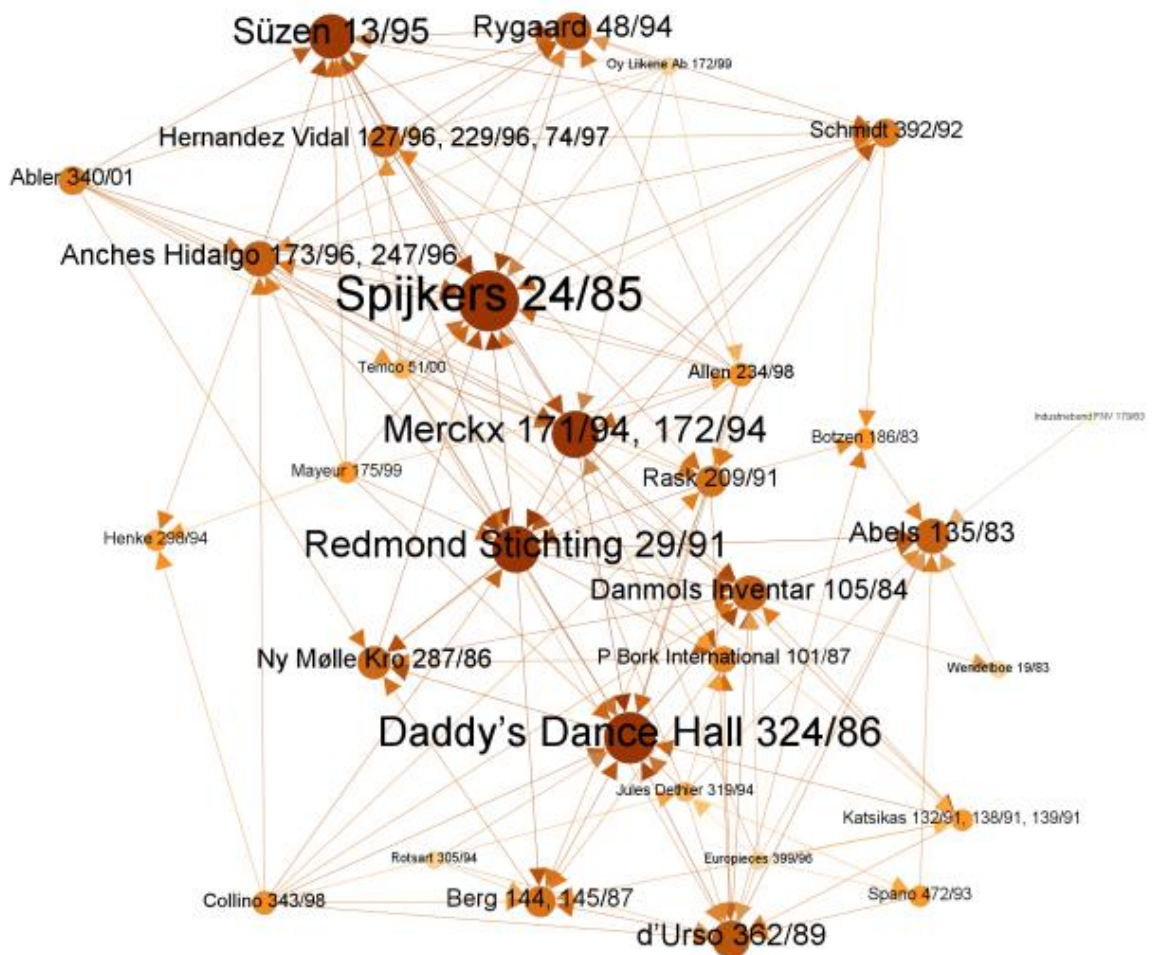 Süzen 13/95
Rygaard 48/94
Oy Liikene Ab 172/99
Hernandez Vidal 127/96, 229/96, 74/97
Schmidt 392/92
Abler 340/01
Anches Hidalgo 173/96, 247/96
Spijkers 24/85
Temco 51/00
Allen 234/98
Industriebond FNV 179/83
Merckx 171/94, 172/94
Botzen 186/83
Mayeur 175/99
Rask 209/91
Henke 298/94
Redmond Stichting 29/91
Abels 135/83
Danmols Inventar 105/84
Ny Mølle Kro 287/86
P Bork International 101/87
Wendelboe 19/83
Daddy's Dance Hall 324/86
Jules Dethier 319/94
Katsikas 132/91, 138/91, 139/91
Rotsart 305/94
Europieces 399/96
Collino 343/98
Berg 144, 145/87
Spano 472/93
d'Urso 362/89